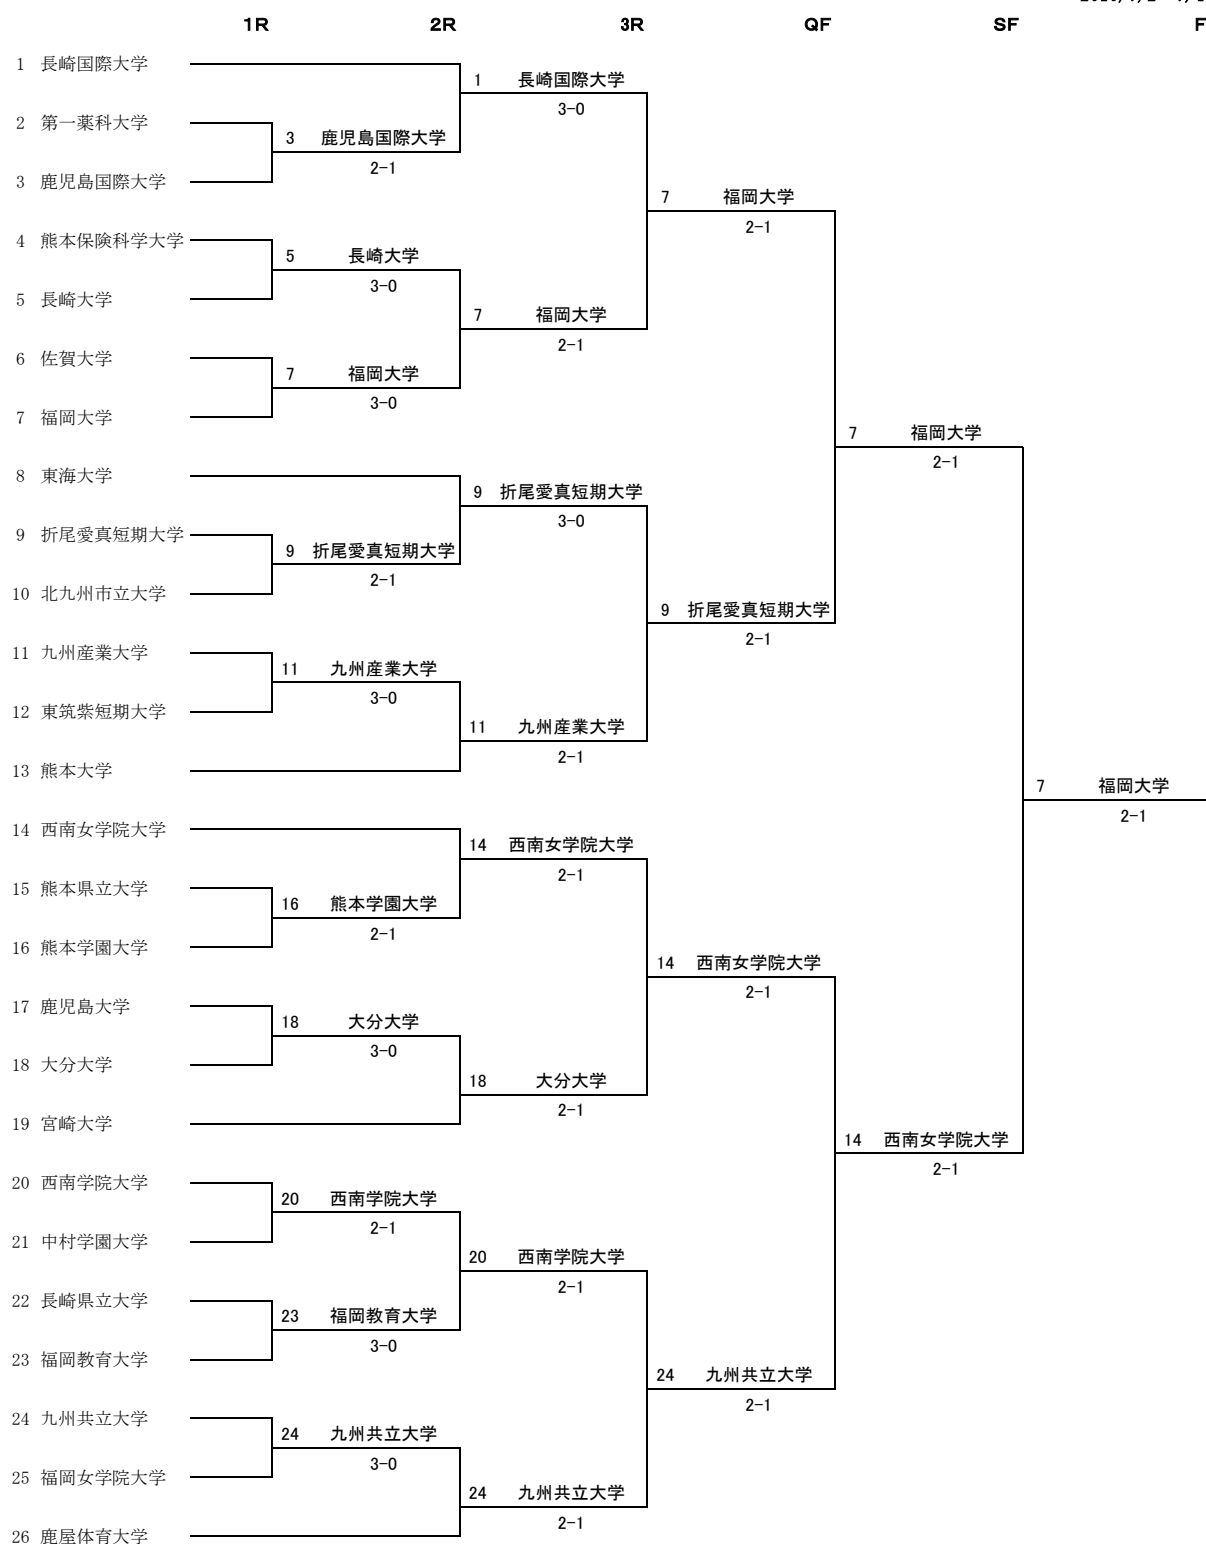 1R 2R 3R QF SF F
1 長崎国際大学
1 長崎国際大学
3-0
2 第一薬科大学
3 鹿児島国際大学
2-1
3 鹿児島国際大学
7 福岡大学
2-1
4 熊本保険科学大学
5 長崎大学
3-0
5 長崎大学
7 福岡大学
2-1
6 佐賀大学
7 福岡大学
3-0
7 福岡大学
7 福岡大学
2-1
8 東海大学
9 折尾愛真短期大学
3-0
9 折尾愛真短期大学
9 折尾愛真短期大学
2-1
10 北九州市立大学
9 折尾愛真短期大学
2-1
11 九州産業大学
11 九州産業大学
3-0
12 東筑紫短期大学
11 九州産業大学
2-1
13 熊本大学
7 福岡大学
2-1
14 西南女学院大学
14 西南女学院大学
2-1
15 熊本県立大学
16 熊本学園大学
2-1
16 熊本学園大学
14 西南女学院大学
2-1
17 鹿児島大学
18 大分大学
3-0
18 大分大学
18 大分大学
2-1
19 宮崎大学
14 西南女学院大学
2-1
20 西南学院大学
20 西南学院大学
2-1
21 中村学園大学
20 西南学院大学
2-1
22 長崎県立大学
23 福岡教育大学
3-0
23 福岡教育大学
24 九州共立大学
2-1
24 九州共立大学
24 九州共立大学
3-0
25 福岡女学院大学
24 九州共立大学
2-1
26 鹿屋体育大学